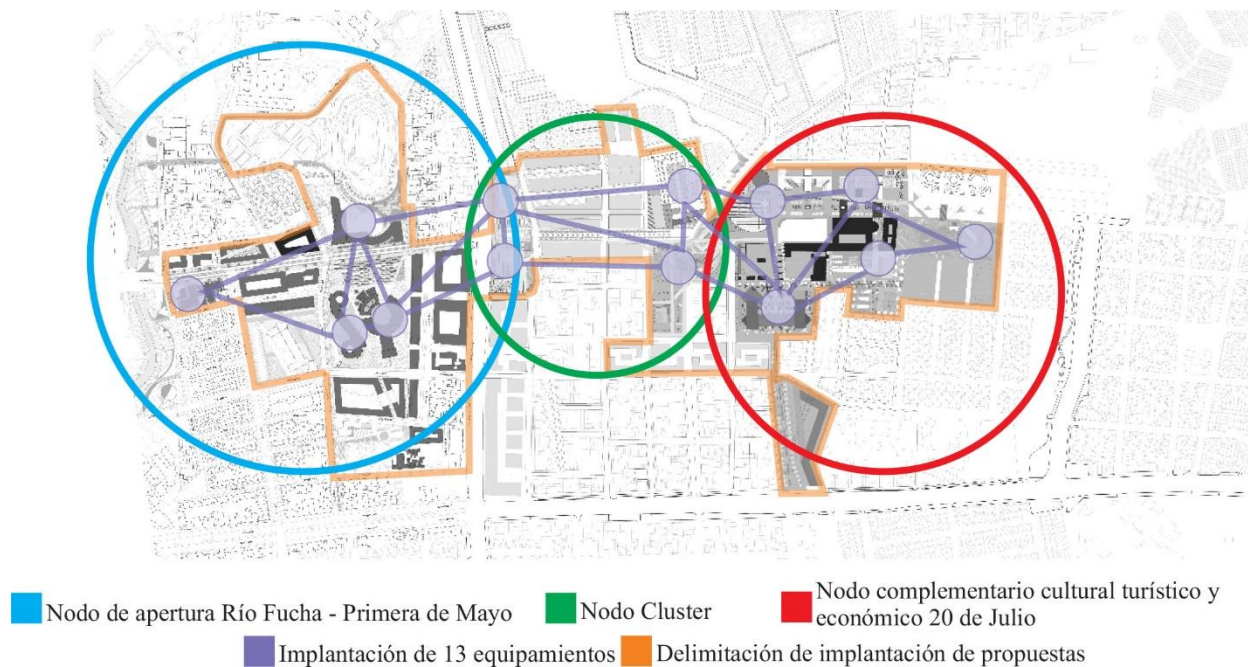 Nodo de apertura Río Fucha - Primera de Mayo
Nodo Cluster
Nodo complementario cultural turístico y
económico 20 de Julio
Implantación de 13 equipamientos
Delimitación de implantación de propuestas